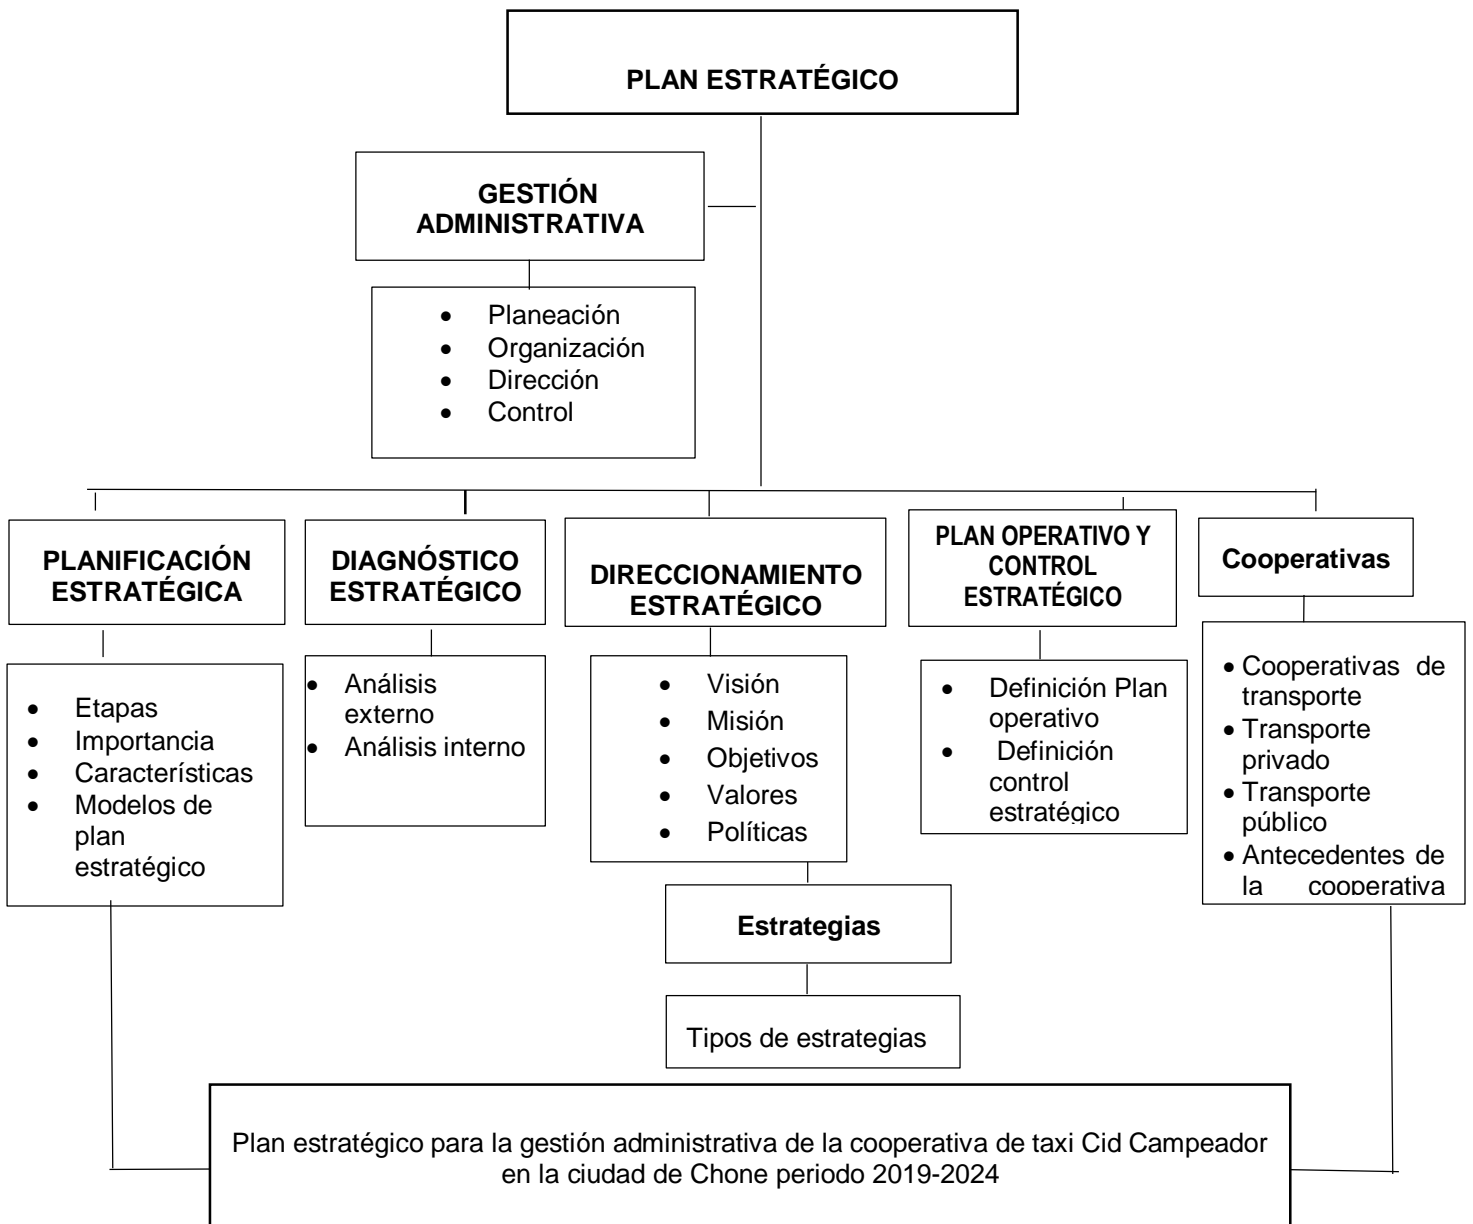 PLAN ESTRATÉGICO
GESTIÓN
ADMINISTRATIVA
• Planeación
• Organización
• Dirección
• Control
PLANIFICACIÓN
ESTRATÉGICA
• Etapas
• Importancia
• Características
• Modelos de
plan
estratégico
DIAGNÓSTICO
ESTRATÉGICO
• Análisis
externo
• Análisis interno
DIRECCIONAMIENTO
ESTRATÉGICO
• Visión
• Misión
• Objetivos
• Valores
• Políticas
Estrategias
Tipos de estrategias
PLAN OPERATIVO Y
CONTROL
ESTRATÉGICO
• Definición Plan
operativo
• Definición
control
estratégico
Cooperativas
• Cooperativas de
transporte
• Transporte
privado
• Transporte
público
• Antecedentes de
la cooperativa
Plan estratégico para la gestión administrativa de la cooperativa de taxi Cid Campeador
en la ciudad de Chone periodo 2019-2024